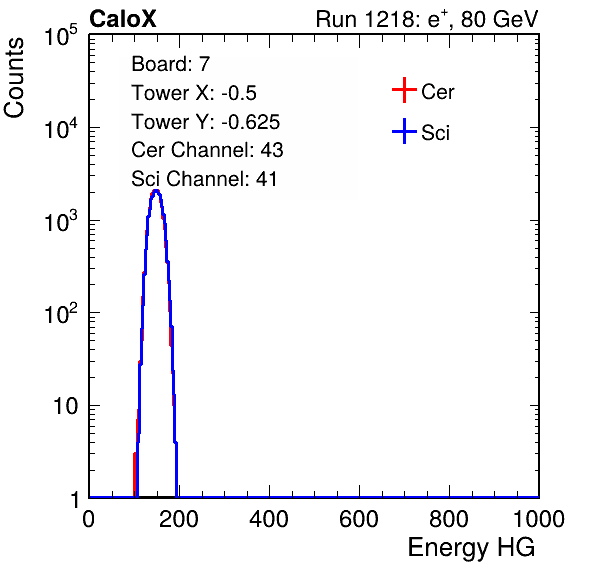 CaloX Run 1218: e⁺, 80 GeV
Counts
10⁵
10⁴
10³
10²
10
1
Board: 7
Tower X: -0.5
Tower Y: -0.625
Cer Channel: 43
Sci Channel: 41
Cer
Sci
0 200 400 600 800 1000
Energy HG